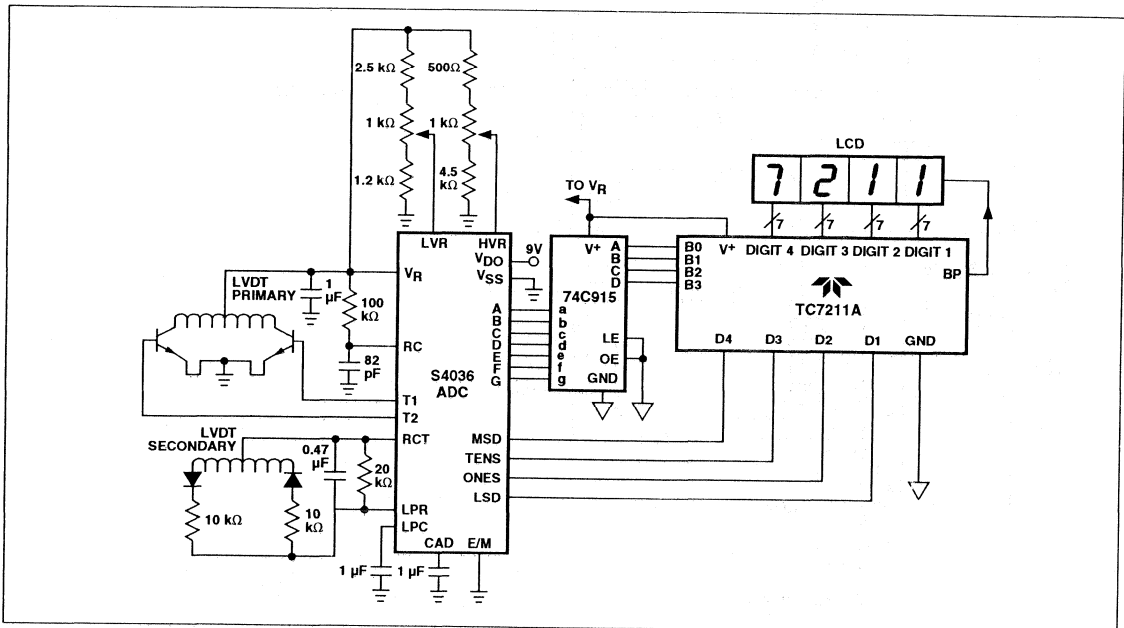 2.5 kΩ
500Ω
1 kΩ
1 kΩ
1.2 kΩ
4.5
kΩ
LCD
7 2 1 1
TO VR
7
7
7
7
LVR
HVR
VDO
9V
VSS
VR
LVDT
PRIMARY
1
µF
100
kΩ
RC
82
pF
T1
T2
S4036
ADC
A
B
C
D
E
F
G
a
b
c
d
e
f
g
V+
A
B
C
D
74C915
LE
OE
GND
B0
B1
B2
B3
V+
DIGIT 4
DIGIT 3
DIGIT 2
DIGIT 1
BP
TC7211A
D4
D3
D2
D1
GND
LVDT
SECONDARY
0.47
µF
RCT
20
kΩ
10 kΩ
10
kΩ
LPR
LPC
CAD
E/M
1 µF
1 µF
MSD
TENS
ONES
LSD